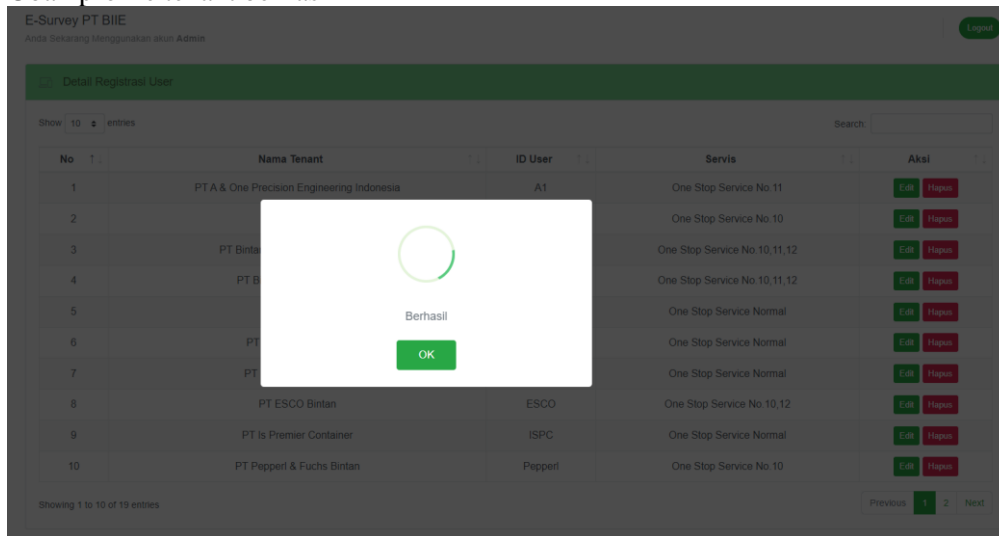 E-Survey PT BIIE
Anda Sekarang Menggunakan akun Admin
Logout
Detail Registrasi User
Show 10 entries
Search:
No Nama Tenant ID User Servis Aksi
1 PT A & One Precision Engineering Indonesia A1 One Stop Service No.11 Edit Hapus
2 One Stop Service No.10 Edit Hapus
3 PT One Stop Service No.10,11,12 Edit Hapus
4 PT One Stop Service No.10,11,12 Edit Hapus
5 One Stop Service Normal Edit Hapus
6 PT One Stop Service Normal Edit Hapus
7 PT One Stop Service Normal Edit Hapus
Berhasil
OK
8 PT ESCO Bintan ESCO One Stop Service No.10,12 Edit Hapus
9 PT Is Premier Container ISPC One Stop Service Normal Edit Hapus
10 PT Pepperl & Fuchs Bintan Pepperl One Stop Service No.10 Edit Hapus
Showing 1 to 10 of 19 entries
Previous 1 2 Next